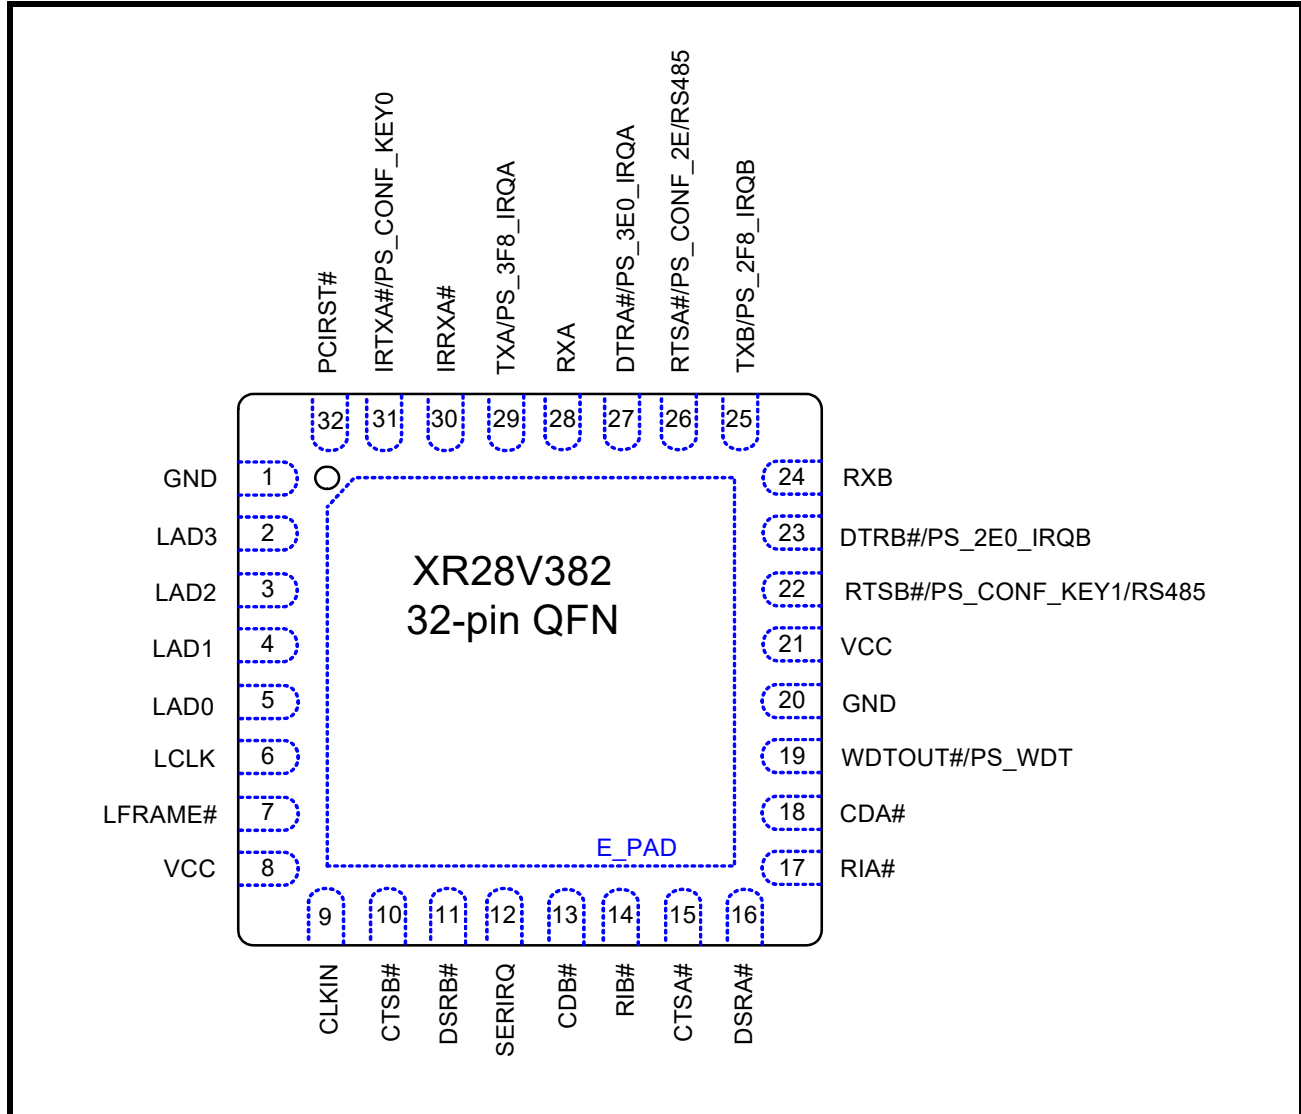 PCIRST#
IRTXA#/PS_CONF_KEY0
IRRXA#
TXA/PS_3F8_IRQA
RXA
DTRA#/PS_3E0_IRQA
RTSA#/PS_CONF_2E/RS485
TXB/PS_2F8_IRQB
32
31
30
29
28
27
26
25
GND 1
LAD3 2
LAD2 3
LAD1 4
LAD0 5
LCLK 6
LFRAME# 7
VCC 8
XR28V382
32-pin QFN
E_PAD
24 RXB
23 DTRB#/PS_2E0_IRQB
22 RTSB#/PS_CONF_KEY1/RS485
21 VCC
20 GND
19 WDTOUT#/PS_WDT
18 CDA#
17 RIA#
9
10
11
12
13
14
15
16
CLKIN
CTSB#
DSRB#
SERIRQ
CDB#
RIB#
CTSA#
DSRA#